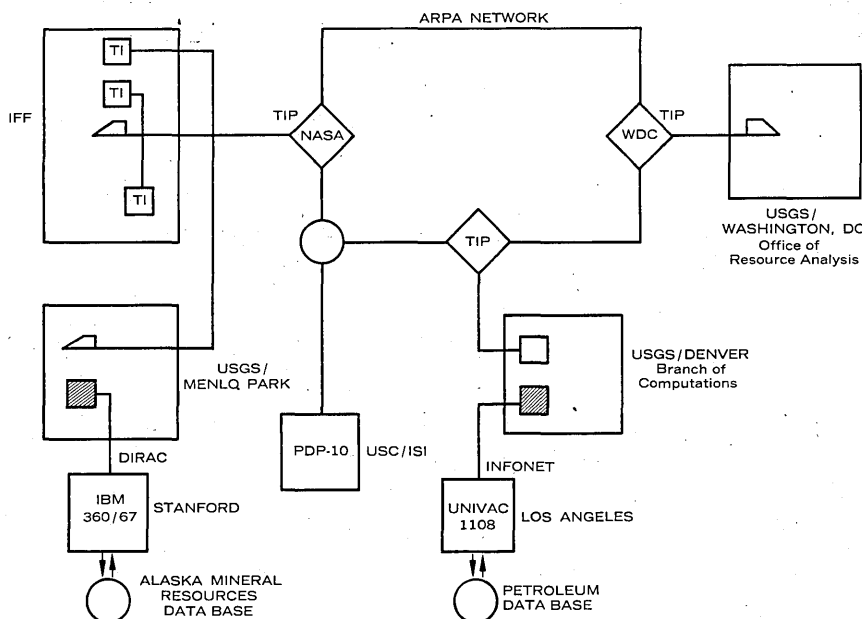 ARPA NETWORK
TI
TI
TI
IFF
TIP
NASA
TIP
WDC
TIP
USGS/
WASHINGTON, DC
Office of
Resource Analysis
USGS/
MENLQ PARK
USGS/DENVER
Branch of
Computations
PDP-10
USC/ISI
DIRAC
INFONET
IBM
360/67
STANFORD
UNIVAC
1108
LOS ANGELES
ALASKA MINERAL
RESOURCES
DATA BASE
PETROLEUM
DATA BASE